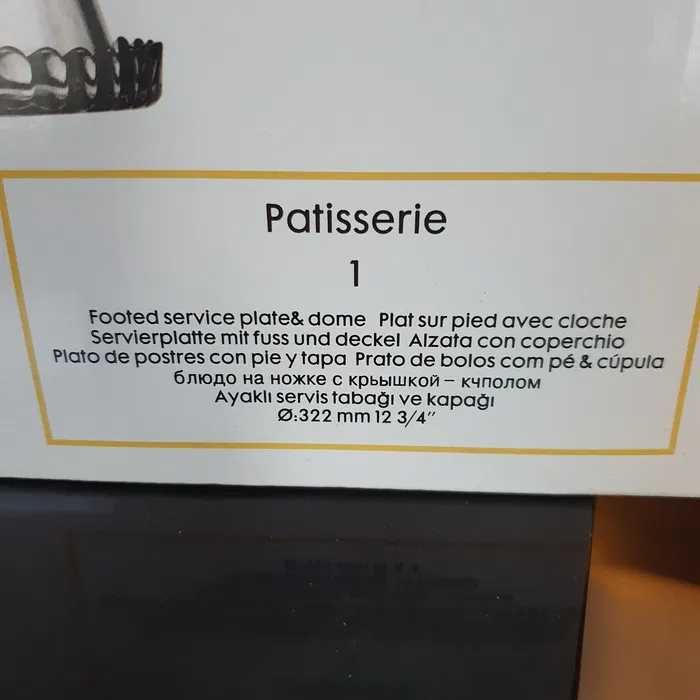 Patisserie
1
Footed service plate& dome Plat sur pied avec cloche
Servierplatte mit fuss und deckel Alzata con coperchio
Plato de postres con pie y tapa Prato de bolos com pé & cúpula
блюдо на ножке с крьышкой – кчполом
Ayaklı servis tabağı ve kapağı
Ø:322 mm 12 3/4"